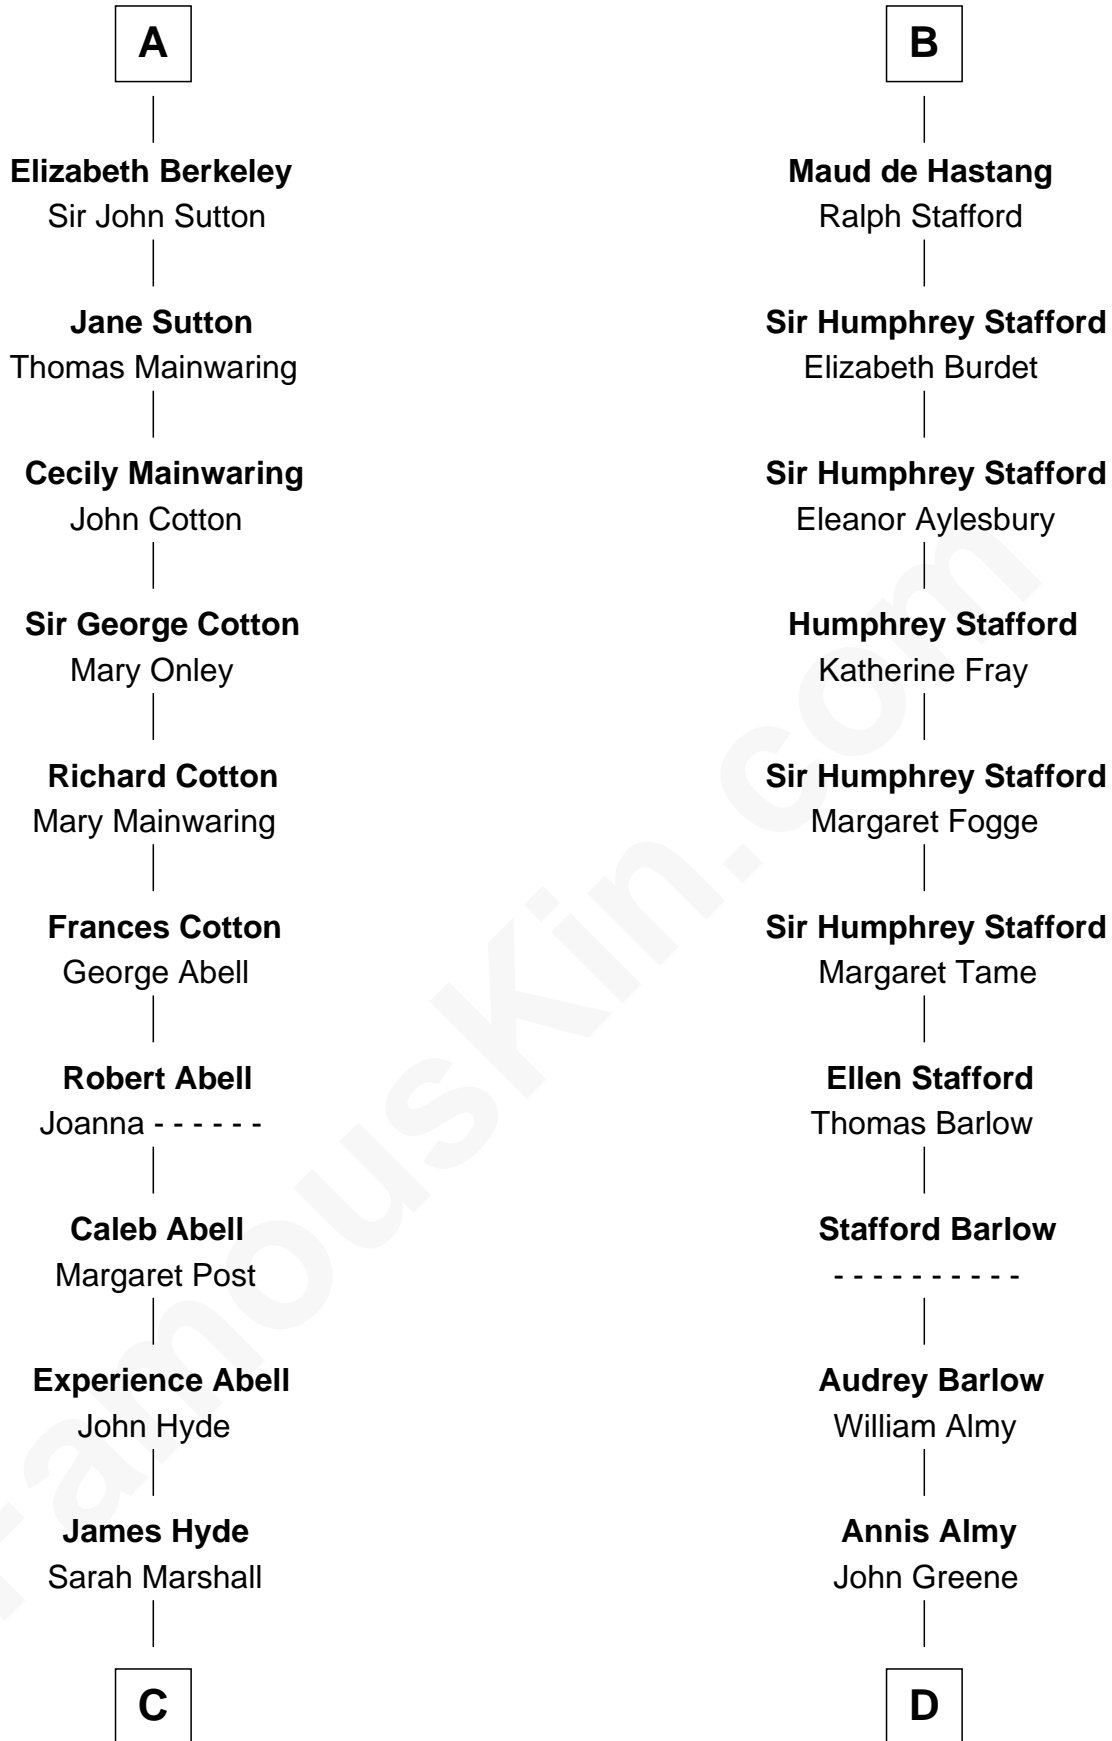 A
Elizabeth Berkeley
Sir John Sutton
Jane Sutton
Thomas Mainwaring
Cecily Mainwaring
John Cotton
Sir George Cotton
Mary Onley
Richard Cotton
Mary Mainwaring
Frances Cotton
George Abell
Robert Abell
Joanna - - - - - -
Caleb Abell
Margaret Post
Experience Abell
John Hyde
James Hyde
Sarah Marshall
C
B
Maud de Hastang
Ralph Stafford
Sir Humphrey Stafford
Elizabeth Burdet
Sir Humphrey Stafford
Eleanor Aylesbury
Humphrey Stafford
Katherine Fray
Sir Humphrey Stafford
Margaret Fogge
Sir Humphrey Stafford
Margaret Tame
Ellen Stafford
Thomas Barlow
Stafford Barlow
- - - - - - - - - -
Audrey Barlow
William Almy
Annis Almy
John Greene
D
FamousKin.com